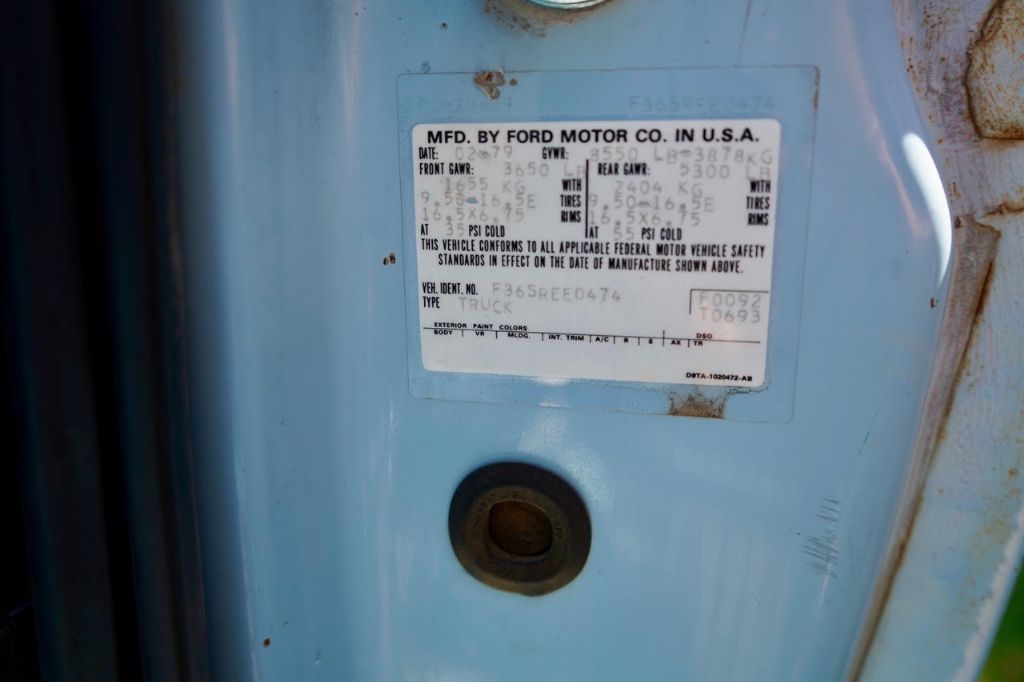 F365REE0474
MFD. BY FORD MOTOR CO. IN U.S.A.
DATE: 02-79 GVWR: 8550 LB-3878KG
FRONT GAWR: 3650 LB REAR GAWR: 5300 LB
1655 KG WITH 2404 KG WITH
9.50-16.5E TIRES 9.50-16.5E TIRES
16.5X6.75 RIMS 16.5X6.75 RIMS
AT 35 PSI COLD AT 55 PSI COLD
THIS VEHICLE CONFORMS TO ALL APPLICABLE FEDERAL MOTOR VEHICLE SAFETY
STANDARDS IN EFFECT ON THE DATE OF MANUFACTURE SHOWN ABOVE.
VEH. IDENT. NO. F36SREE0474 F0092
TYPE TRUCK T0693
EXTERIOR PAINT COLORS DSO
BODY VR MLDG. INT. TRIM A/C R S AX TR
D9TA-1020472-AB